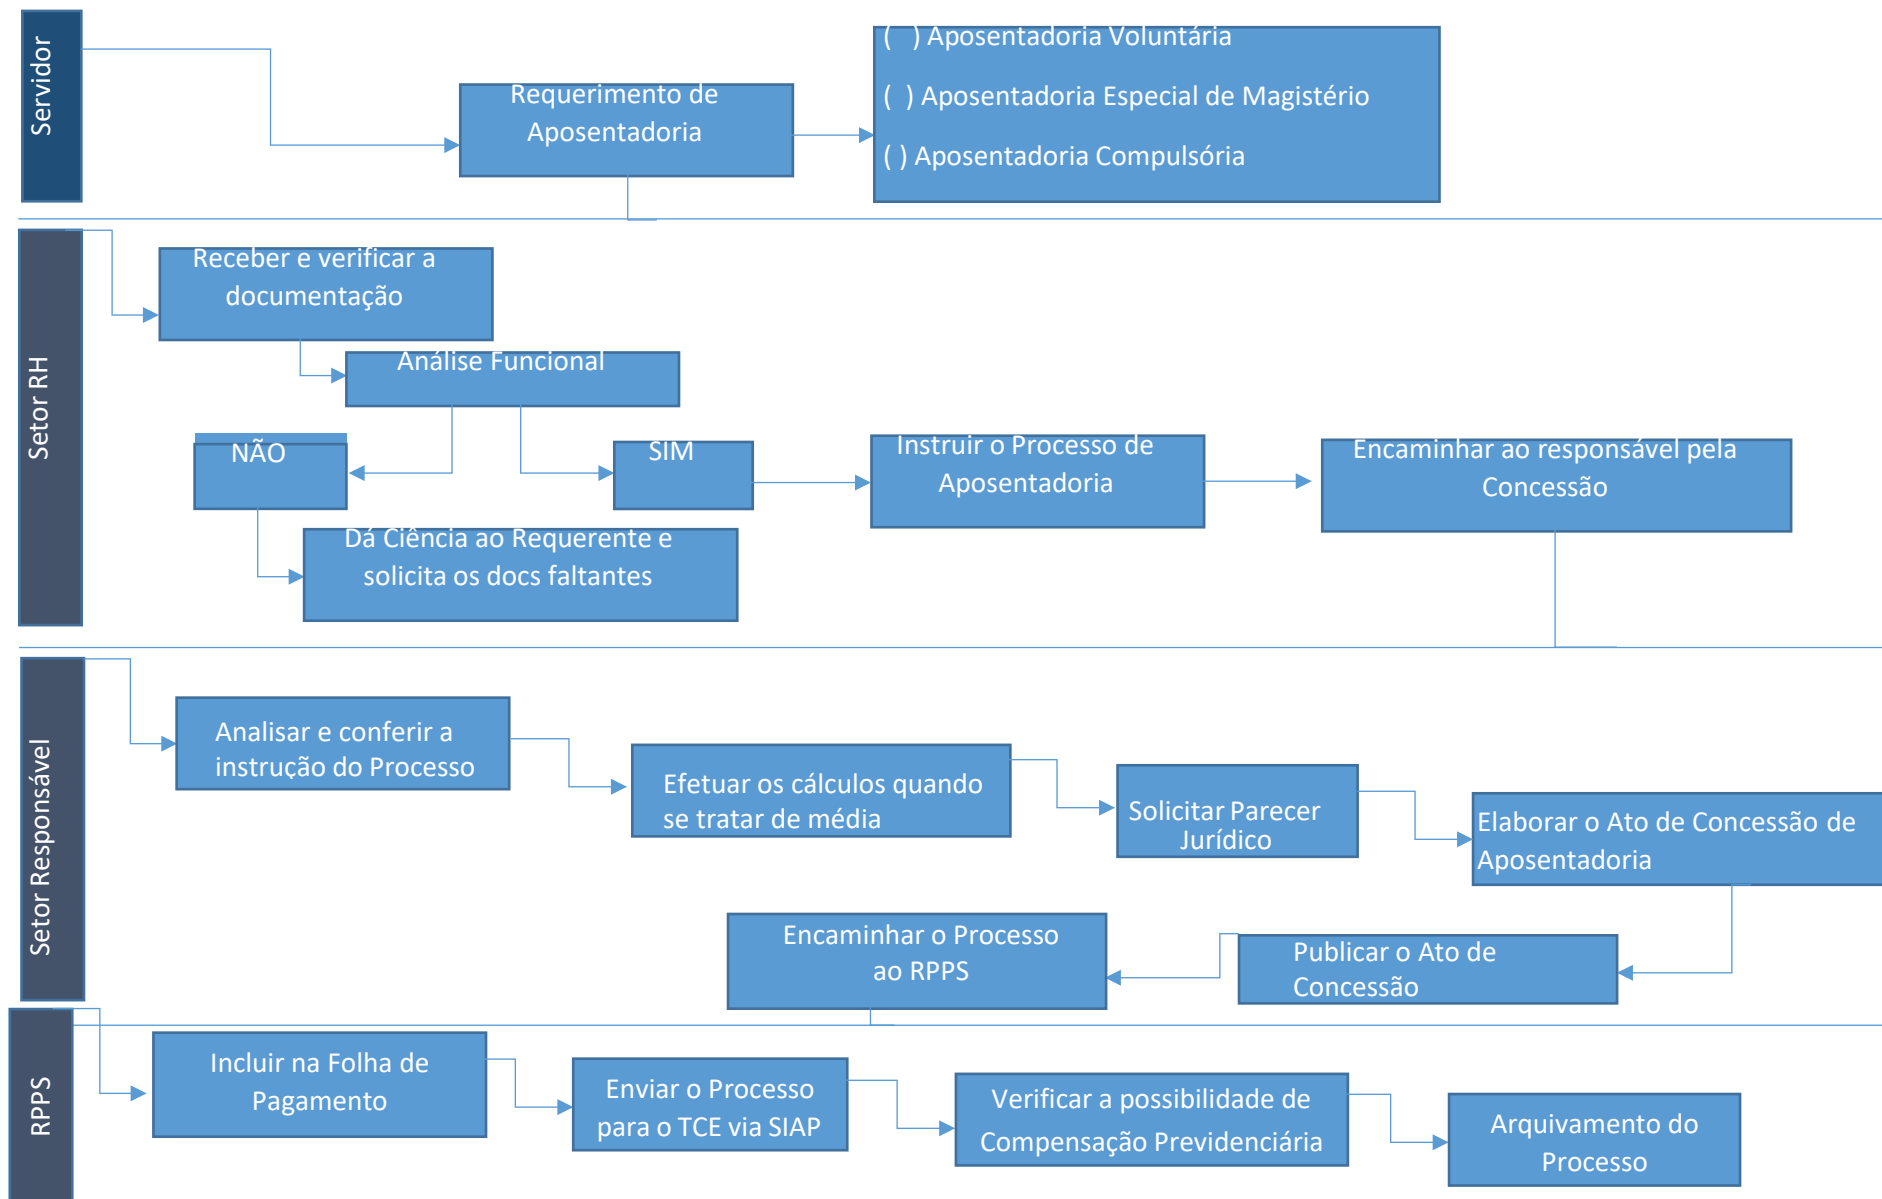 Servidor
Requerimento de
Aposentadoria
( ) Aposentadoria Voluntária
( ) Aposentadoria Especial de Magistério
( ) Aposentadoria Compulsória
Setor RH
Receber e verificar a
documentação
Análise Funcional
NÃO
SIM
Instruir o Processo de
Aposentadoria
Encaminhar ao responsável pela
Concessão
Dá Ciência ao Requerente e
solicita os docs faltantes
Setor Responsável
Analisar e conferir a
instrução do Processo
Efetuar os cálculos quando
se tratar de média
Solicitar Parecer
Jurídico
Elaborar o Ato de Concessão de
Aposentadoria
Publicar o Ato de
Concessão
Encaminhar o Processo
ao RPPS
RPPS
Incluir na Folha de
Pagamento
Enviar o Processo
para o TCE via SIAP
Verificar a possibilidade de
Compensação Previdenciária
Arquivamento do
Processo